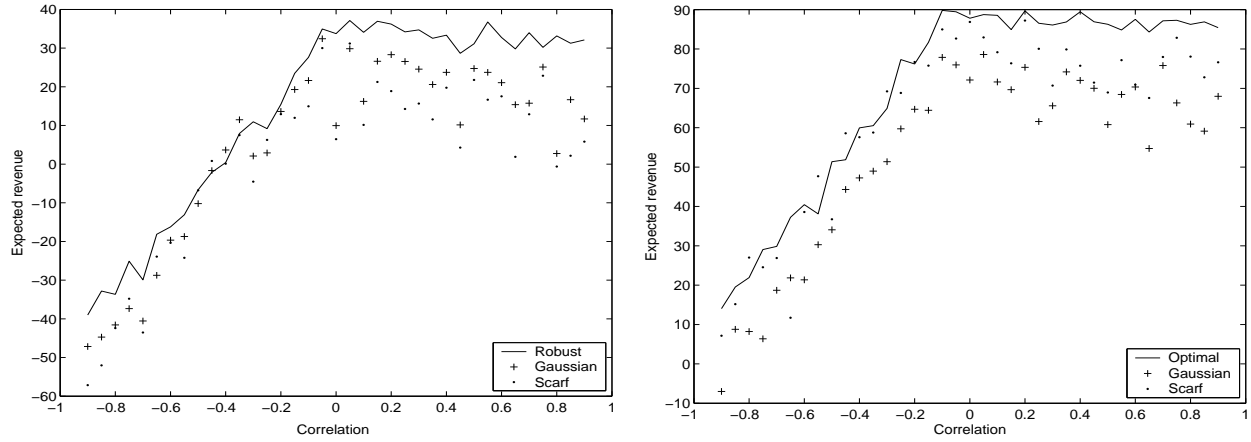 40
30
20
10
0
−10
−20
−30
−40
−50
−60
Expected revenue
−1 −0.8 −0.6 −0.4 −0.2 0 0.2 0.4 0.6 0.8 1
Correlation
Robust
Gaussian
Scarf
90
80
70
60
50
40
30
20
10
0
−10
Expected revenue
−1 −0.8 −0.6 −0.4 −0.2 0 0.2 0.4 0.6 0.8 1
Correlation
Optimal
Gaussian
Scarf